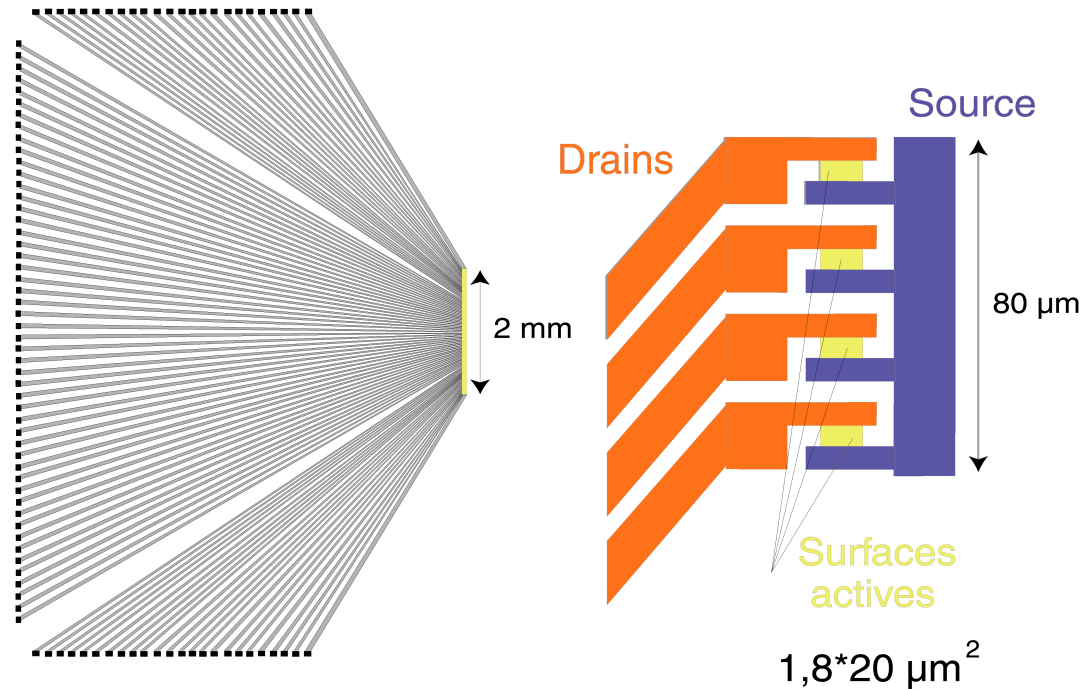 Source
Drains
80 µm
2 mm
Surfaces
actives
1,8*20 µm²